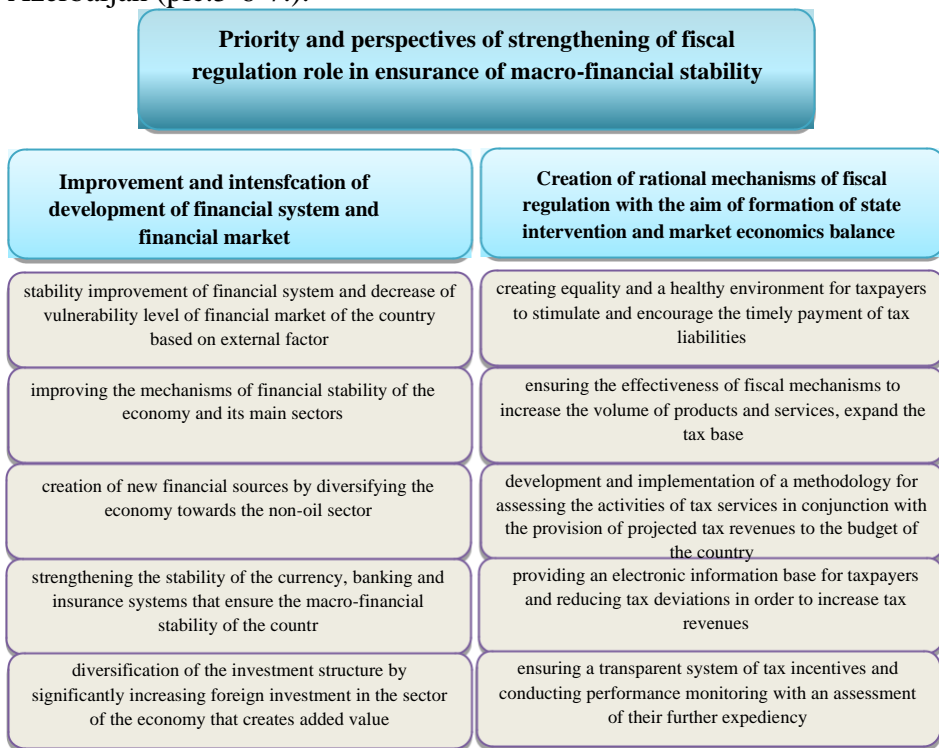 Priority and perspectives of strengthening of fiscal
regulation role in ensurance of macro-financial stability
Improvement and intensfcation of
development of financial system and
financial market
stability improvement of financial system and decrease of
vulnerability level of financial market of the country
based on external factor
improving the mechanisms of financial stability of the
economy and its main sectors
creation of new financial sources by diversifying the
economy towards the non-oil sector
strengthening the stability of the currency, banking and
insurance systems that ensure the macro-financial
stability of the countr
diversification of the investment structure by
significantly increasing foreign investment in the sector
of the economy that creates added value
Creation of rational mechanisms of fiscal
regulation with the aim of formation of state
intervention and market economics balance
creating equality and a healthy environment for taxpayers
to stimulate and encourage the timely payment of tax
liabilities
ensuring the effectiveness of fiscal mechanisms to
increase the volume of products and services, expand the
tax base
development and implementation of a methodology for
assessing the activities of tax services in conjunction with
the provision of projected tax revenues to the budget of
the country
providing an electronic information base for taxpayers
and reducing tax deviations in order to increase tax
revenues
ensuring a transparent system of tax incentives and
conducting performance monitoring with an assessment
of their further expediency